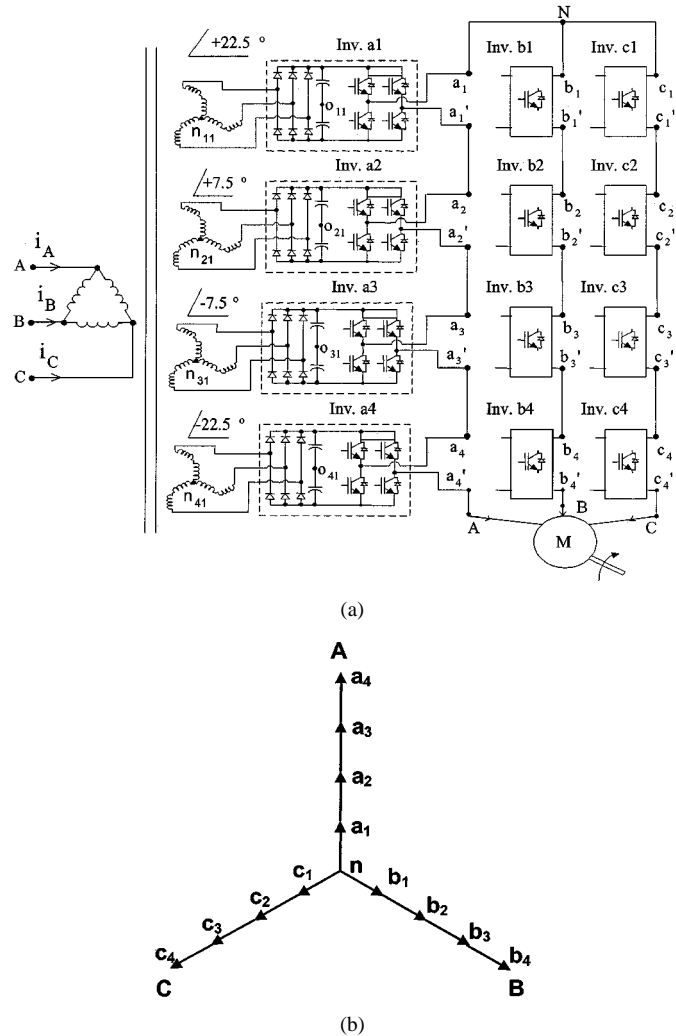 +22.5 °
Inv. a1
n11
o11
a1
a1'
N
Inv. b1
b1
b1'
Inv. c1
c1
c1'
+7.5 °
Inv. a2
n21
o21
a2
a2'
Inv. b2
b2
b2'
Inv. c2
c2
c2'
iA
A
iB
B
iC
C
-7.5 °
Inv. a3
n31
o31
a3
a3'
Inv. b3
b3
b3'
Inv. c3
c3
c3'
-22.5 °
Inv. a4
n41
o41
a4
a4'
Inv. b4
b4
b4'
Inv. c4
c4
c4'
A
B
C
M
(a)
A
a4
a3
a2
a1
n
c1
c2
c3
c4
C
b1
b2
b3
b4
B
(b)